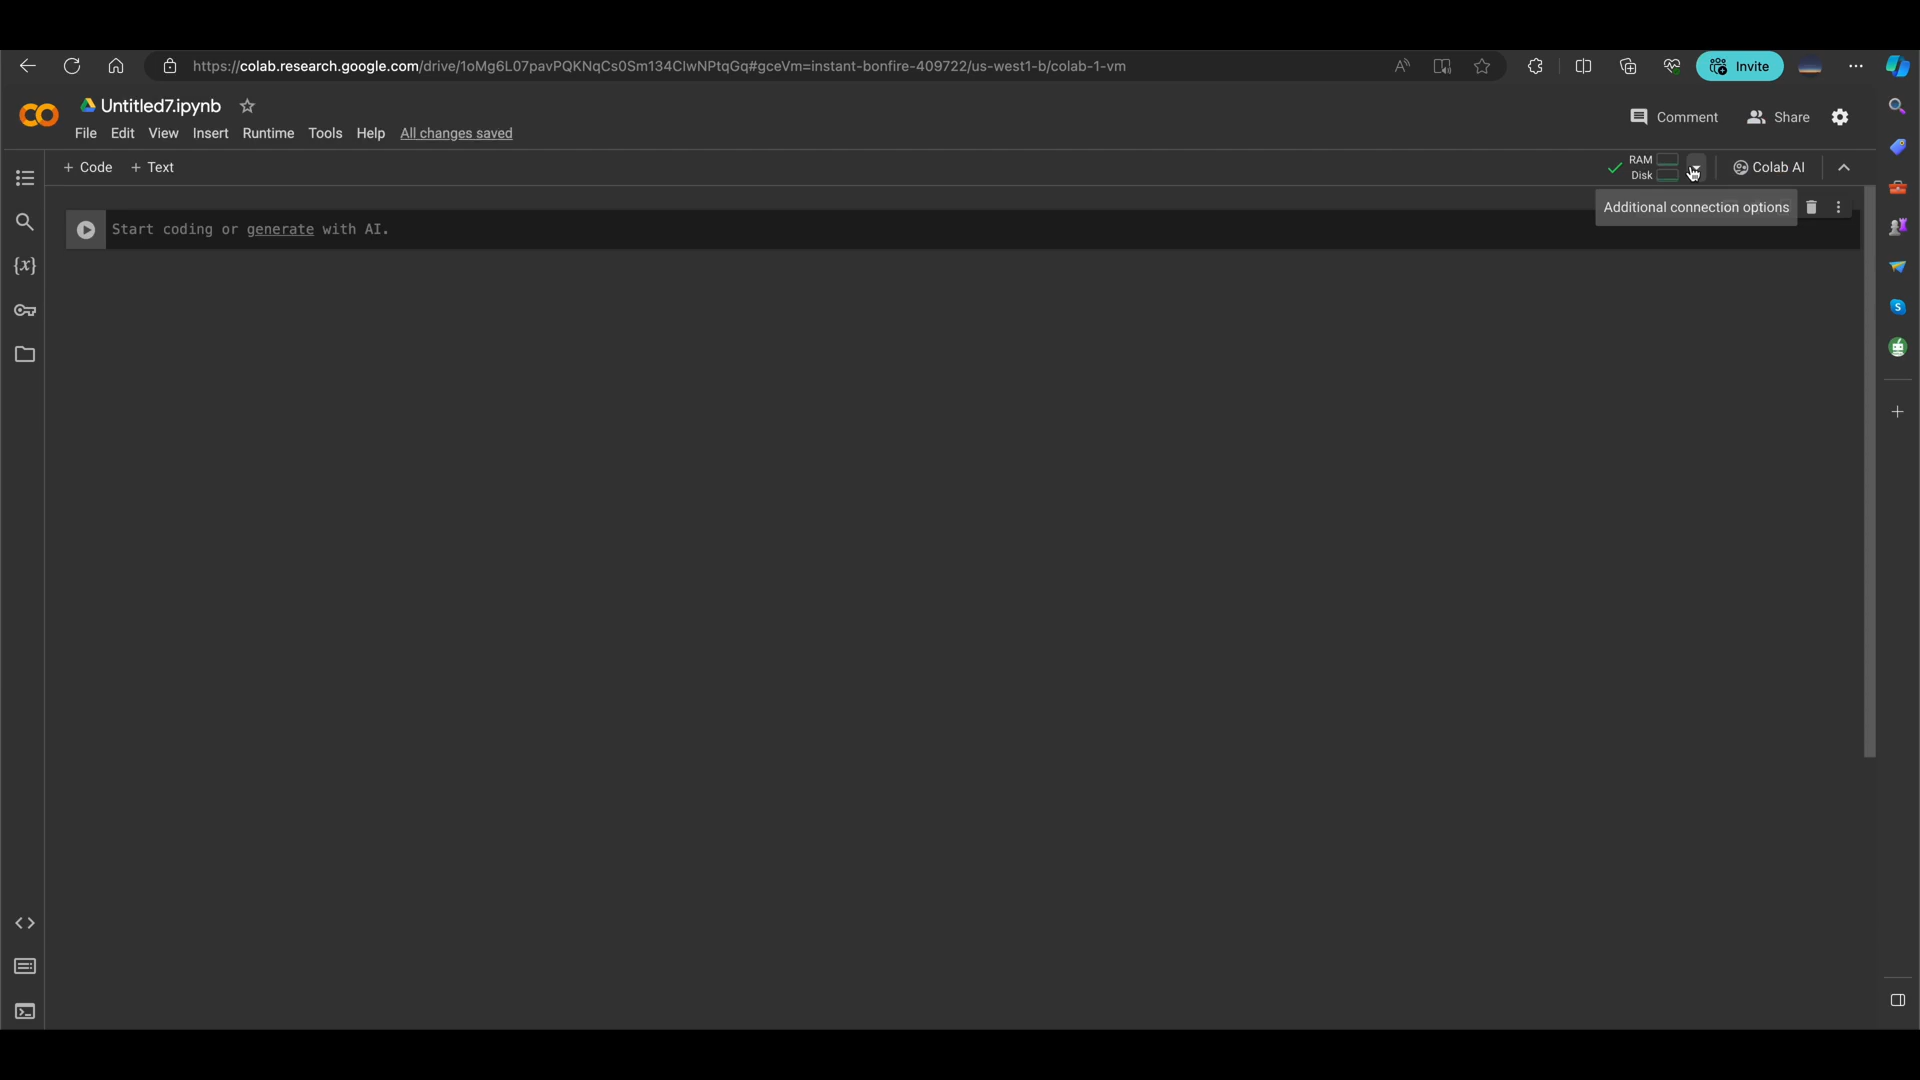 https://colab.research.google.com/drive/1oMg6L07pavPQKNqCs0Sm134ClwNPtqGq#gceVm=instant-bonfire-409722/us-west1-b/colab-1-vm
Invite
Untitled7.ipynb
File Edit View Insert Runtime Tools Help All changes saved
Comment Share
+ Code + Text
RAM
Disk
Colab AI
Additional connection options
Start coding or generate with AI.